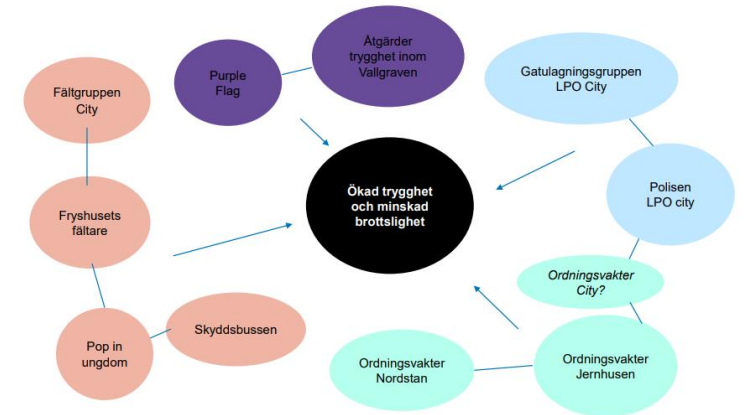 Åtgärder
trygghet inom
Vallgraven
Purple
Flag
Gatulagningsgruppen
LPO City
Fältgruppen
City
Ökad trygghet
och minskad
brottslighet
Polisen
LPO city
Fryshusets
fältare
Ordningsvakter
City?
Skyddsbussen
Pop in
ungdom
Ordningsvakter
Nordstan
Ordningsvakter
Jernhusen